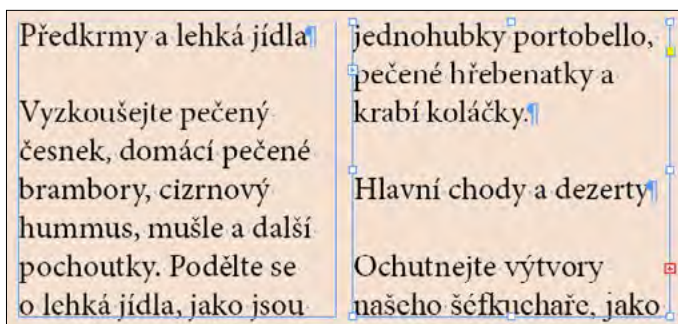 Předkrmy a lehká jídla
Vyzkoušejte pečený
česnek, domácí pečené
brambory, cizrnový
hummus, mušle a další
pochoutky. Podělte se
o lehká jídla, jako jsou
jednohubky portobello,
pečené hřebenatky a
krabí koláčky.
Hlavní chody a dezerty
Ochutnejte výtvory
našeho šéfkuchaře, jako